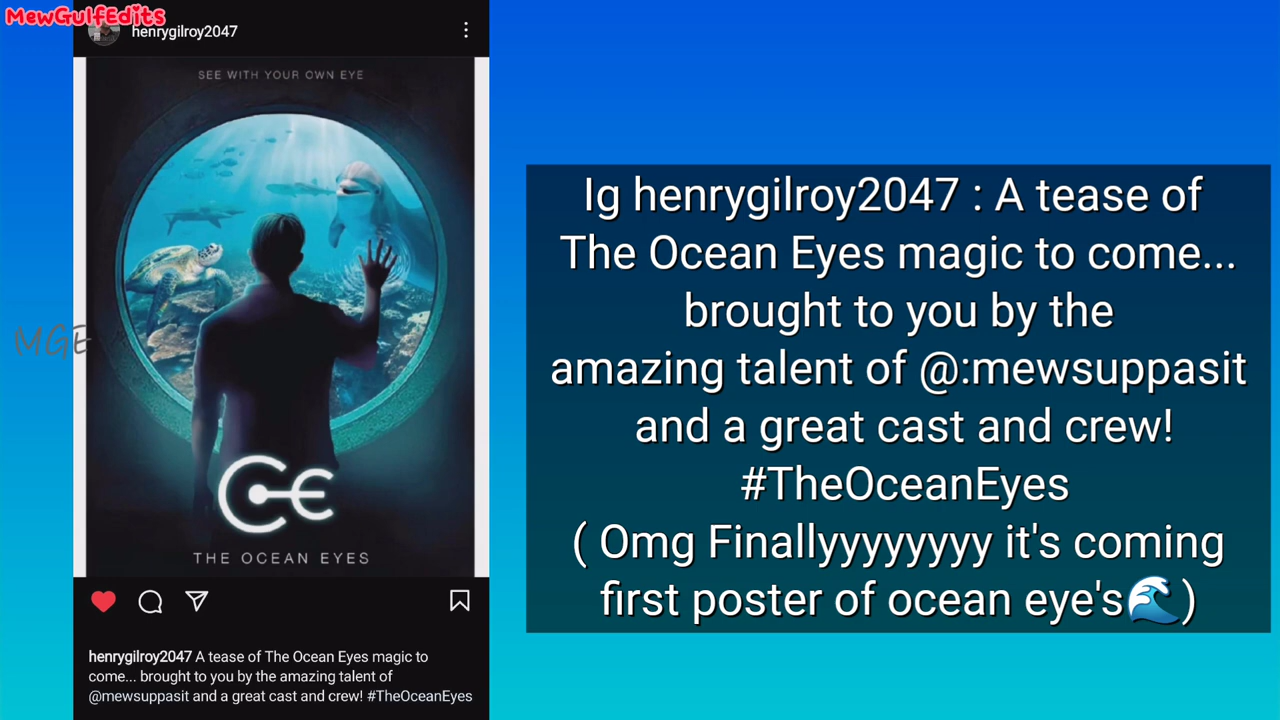 MewGulfEdits
henrygilroy2047
SEE WITH YOUR OWN EYE
THE OCEAN EYES
henrygilroy2047 A tease of The Ocean Eyes magic to
come... brought to you by the amazing talent of
@mewsuppasit and a great cast and crew! #TheOceanEyes
MGE
Ig henrygilroy2047 : A tease of
The Ocean Eyes magic to come...
brought to you by the
amazing talent of @:mewsuppasit
and a great cast and crew!
#TheOceanEyes
( Omg Finallyyyyyyyyy it's coming
first poster of ocean eye's🌊)